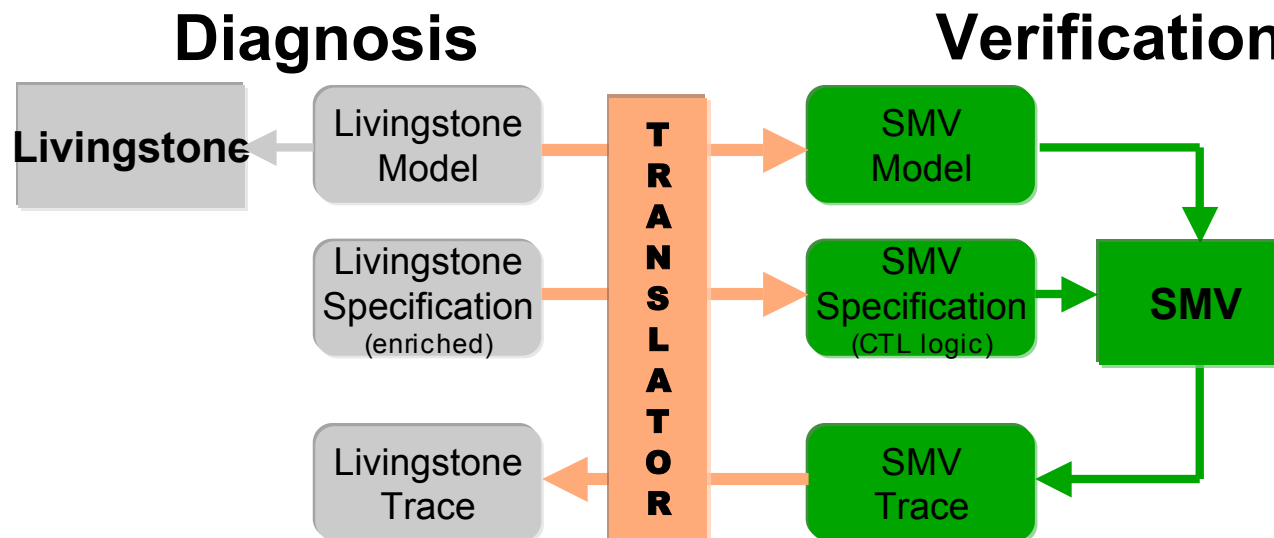 Diagnosis
Verification
Livingstone
Livingstone
Model
TRANSLATOR
SMV
Model
Livingstone
Specification
(enriched)
SMV
Specification
(CTL logic)
SMV
Livingstone
Trace
SMV
Trace